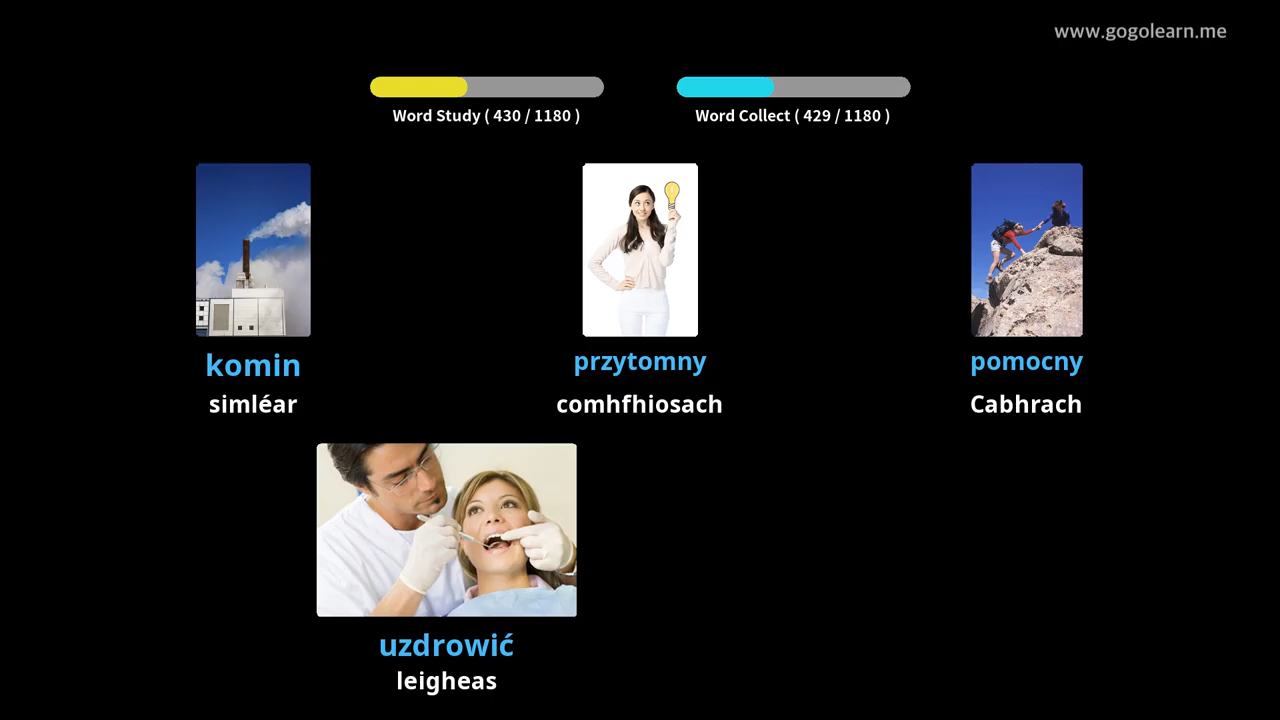 www.gogolearn.me
Word Study ( 430 / 1180 )
Word Collect ( 429 / 1180 )
komin
simléar
przytomny
comhfhiosach
pomocny
Cabhrach
uzdrowić
leigheas